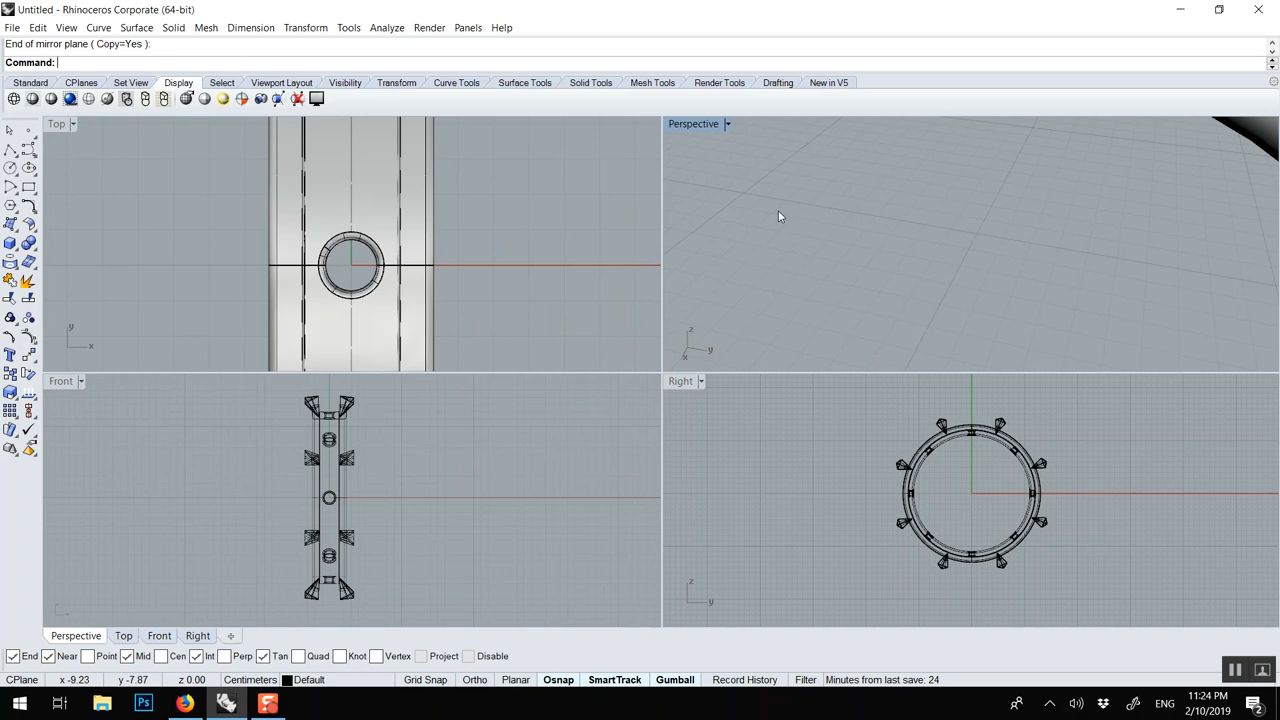 Untitled - Rhinoceros Corporate (64-bit)
File Edit View Curve Surface Solid Mesh Dimension Transform Tools Analyze Render Panels Help
End of mirror plane ( Copy=Yes ):
Command:
Standard CPlanes Set View Display Select Viewport Layout Visibility Transform Curve Tools Surface Tools Solid Tools Mesh Tools Render Tools Drafting New in V5
Top
Perspective
y
x
z
x y
Front
Right
z
y
Perspective Top Front Right
End Near Point Mid Cen Int Perp Tan Quad Knot Vertex Project Disable
CPlane x -9.23 y -7.87 z 0.00 Centimeters Default Grid Snap Ortho Planar Osnap SmartTrack Gumball Record History Filter Minutes from last save: 24
Ps
ENG
11:24 PM
2/10/2019
2